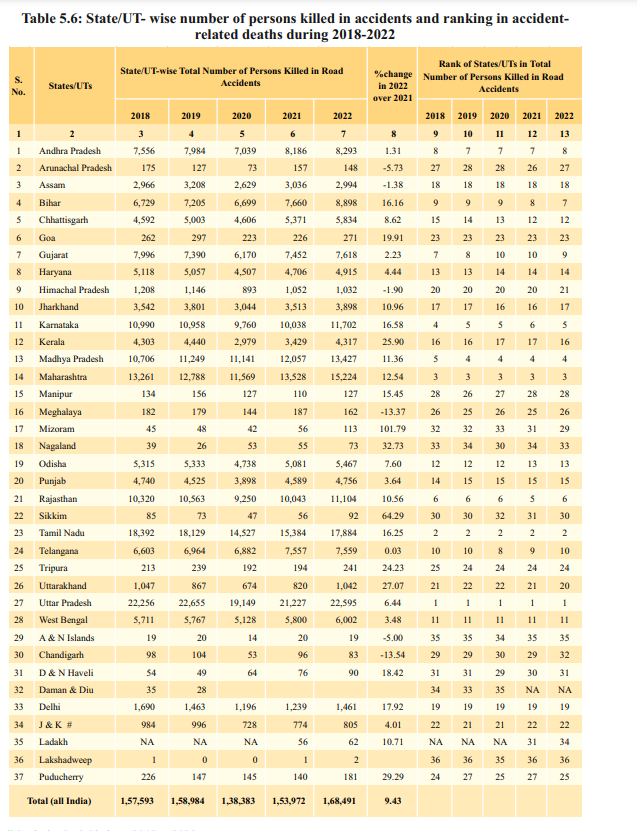 Table 5.6: State/UT- wise number of persons killed in accidents and ranking in accident-
related deaths during 2018-2022
S. No. States/UTs State/UT-wise Total Number of Persons Killed in Road Accidents %change in 2022 over 2021 Rank of States/UTs in Total Number of Persons Killed in Road Accidents
2018 2019 2020 2021 2022 2018 2019 2020 2021 2022
1 2 3 4 5 6 7 8 9 10 11 12 13
1 Andhra Pradesh 7,556 7,984 7,039 8,186 8,293 1.31 8 7 7 7 8
2 Arunachal Pradesh 175 127 73 157 148 -5.73 27 28 28 26 27
3 Assam 2,966 3,208 2,629 3,036 2,994 -1.38 18 18 18 18 18
4 Bihar 6,729 7,205 6,699 7,660 8,898 16.16 9 9 9 8 7
5 Chhattisgarh 4,592 5,003 4,606 5,371 5,834 8.62 15 14 13 12 12
6 Goa 262 297 223 226 271 19.91 23 23 23 23 23
7 Gujarat 7,996 7,390 6,170 7,452 7,618 2.23 7 8 10 10 9
8 Haryana 5,118 5,057 4,507 4,706 4,915 4.44 13 13 14 14 14
9 Himachal Pradesh 1,208 1,146 893 1,052 1,032 -1.90 20 20 20 20 21
10 Jharkhand 3,542 3,801 3,044 3,513 3,898 10.96 17 17 16 16 17
11 Karnataka 10,990 10,958 9,760 10,038 11,702 16.58 4 5 5 6 5
12 Kerala 4,303 4,440 2,979 3,429 4,317 25.90 16 16 17 17 16
13 Madhya Pradesh 10,706 11,249 11,141 12,057 13,427 11.36 5 4 4 4 4
14 Maharashtra 13,261 12,788 11,569 13,528 15,224 12.54 3 3 3 3 3
15 Manipur 134 156 127 110 127 15.45 28 26 27 28 28
16 Meghalaya 182 179 144 187 162 -13.37 26 25 26 25 26
17 Mizoram 45 48 42 56 113 101.79 32 32 33 31 29
18 Nagaland 39 26 53 55 73 32.73 33 34 30 34 33
19 Odisha 5,315 5,333 4,738 5,081 5,467 7.60 12 12 12 13 13
20 Punjab 4,740 4,525 3,898 4,589 4,756 3.64 14 15 15 15 15
21 Rajasthan 10,320 10,563 9,250 10,043 11,104 10.56 6 6 6 5 6
22 Sikkim 85 73 47 56 92 64.29 30 30 32 31 30
23 Tamil Nadu 18,392 18,129 14,527 15,384 17,884 16.25 2 2 2 2 2
24 Telangana 6,603 6,964 6,882 7,557 7,559 0.03 10 10 8 9 10
25 Tripura 213 239 192 194 241 24.23 25 24 24 24 24
26 Uttarakhand 1,047 867 674 820 1,042 27.07 21 22 22 21 20
27 Uttar Pradesh 22,256 22,655 19,149 21,227 22,595 6.44 1 1 1 1 1
28 West Bengal 5,711 5,767 5,128 5,800 6,002 3.48 11 11 11 11 11
29 A & N Islands 19 20 14 20 19 -5.00 35 35 34 35 35
30 Chandigarh 98 104 53 96 83 -13.54 29 29 30 29 32
31 D & N Haveli 54 49 64 76 90 18.42 31 31 29 30 31
32 Daman & Diu 35 28 34 33 35 NA NA
33 Delhi 1,690 1,463 1,196 1,239 1,461 17.92 19 19 19 19 19
34 J & K # 984 996 728 774 805 4.01 22 21 21 22 22
35 Ladakh NA NA NA 56 62 10.71 NA NA NA 31 34
36 Lakshadweep 1 0 0 1 2 36 36 35 36 36
37 Puducherry 226 147 145 140 181 29.29 24 27 25 27 25
Total (all India) 1,57,593 1,58,984 1,38,383 1,53,972 1,68,491 9.43